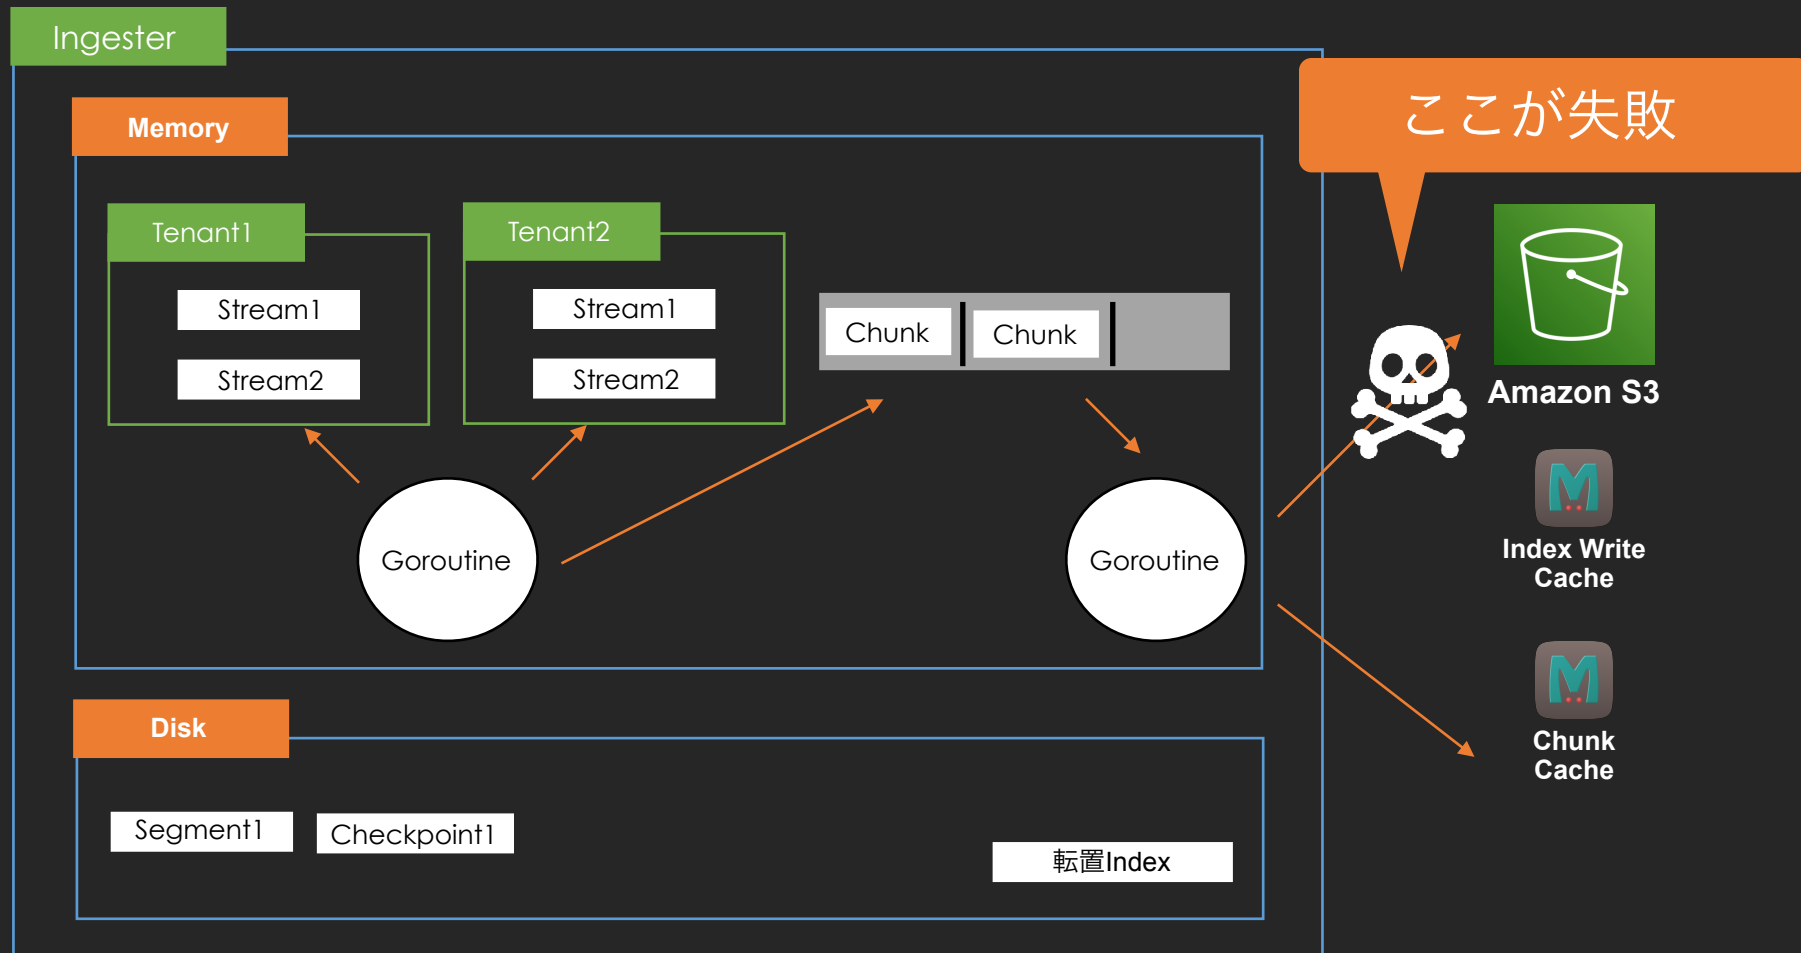 Ingester
Memory
ここが失敗
Tenant1
Tenant2
Stream1
Stream2
Stream1
Stream2
Chunk
Chunk
Amazon S3
Goroutine
Goroutine
Index Write
Cache
Chunk
Cache
Disk
Segment1
Checkpoint1
転置Index